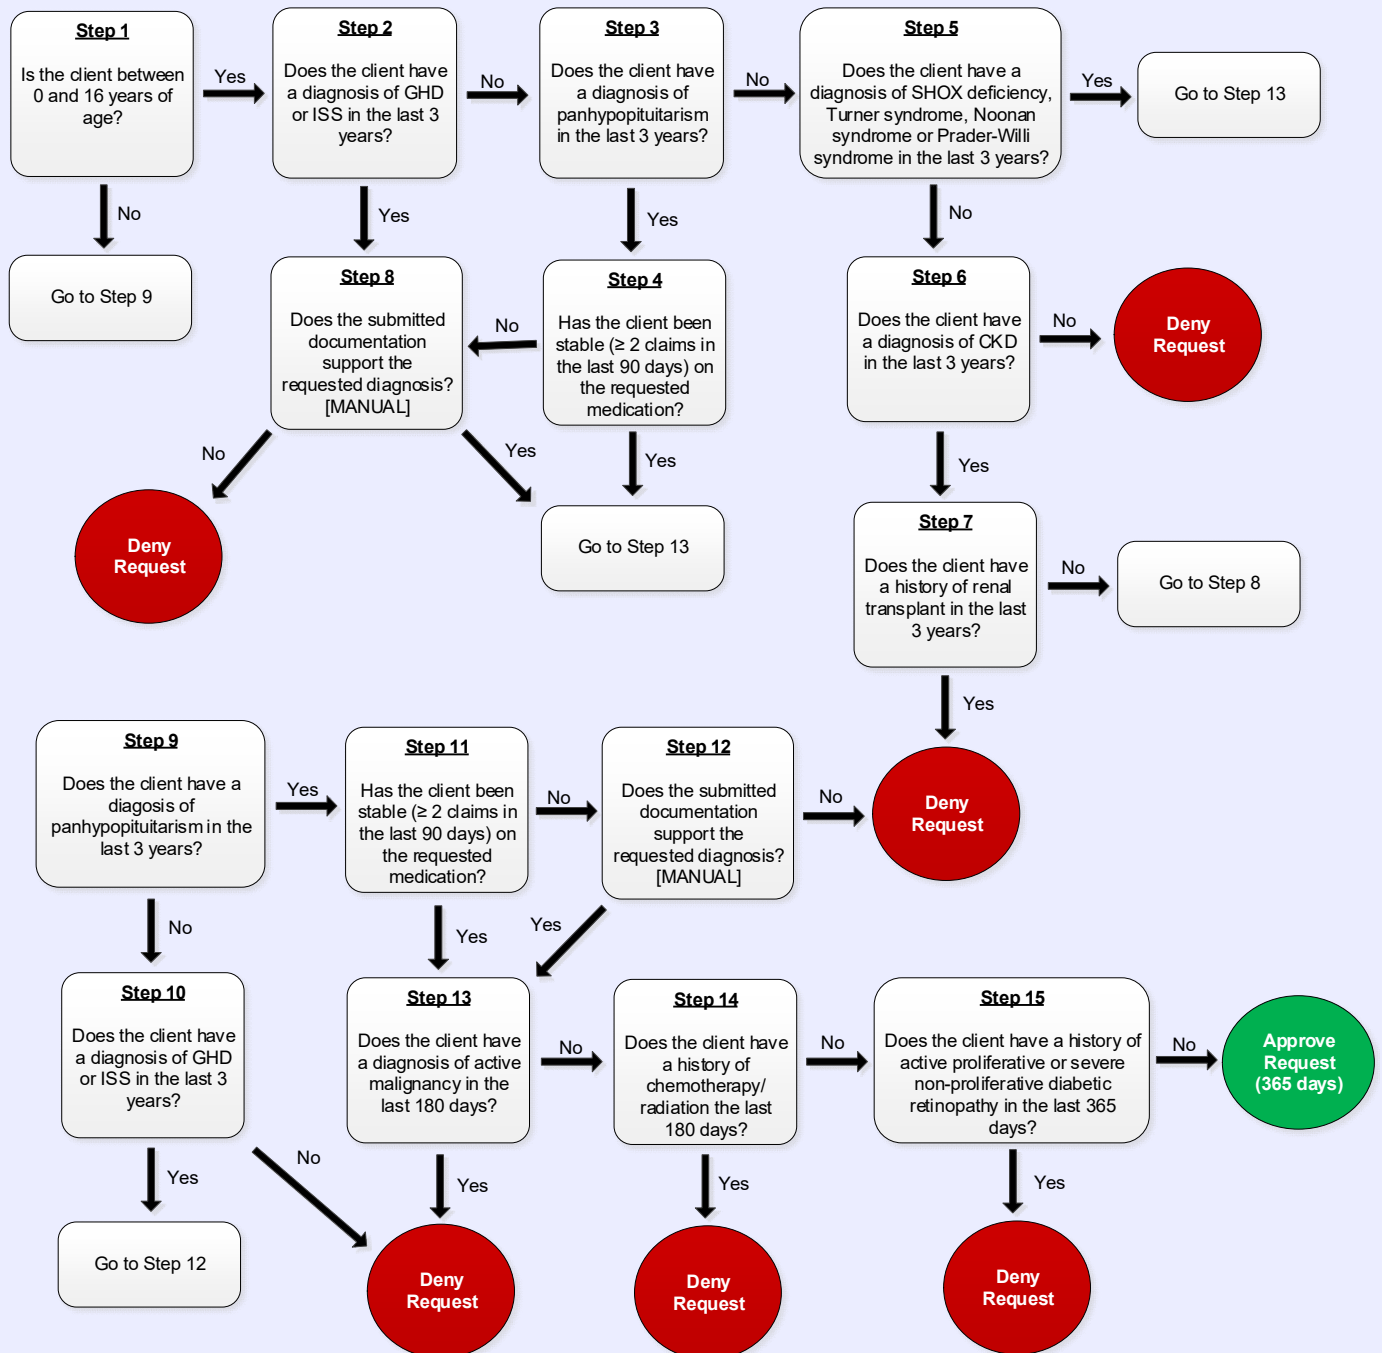 Step 1
Is the client between
0 and 16 years of
age?
Yes
No
Go to Step 9
Step 2
Does the client have
a diagnosis of GHD
or ISS in the last 3
years?
No
Yes
Step 3
Does the client have
a diagnosis of
panhypopituitarism
in the last 3 years?
No
Yes
Step 5
Does the client have a
diagnosis of SHOX deficiency,
Turner syndrome, Noonan
syndrome or Prader-Willi
syndrome in the last 3 years?
Yes
Go to Step 13
No
Step 8
Does the submitted
documentation
support the
requested diagnosis?
[MANUAL]
No
Yes
Deny
Request
Step 4
Has the client been
stable (≥ 2 claims in
the last 90 days) on
the requested
medication?
No
Yes
Go to Step 13
Step 6
Does the client have
a diagnosis of CKD
in the last 3 years?
No
Deny
Request
Yes
Step 7
Does the client have
a history of renal
transplant in the last
3 years?
No
Go to Step 8
Yes
Deny
Request
Step 9
Does the client have a
diagosis of
panhypopituitarism in the
last 3 years?
Yes
No
Step 11
Has the client been
stable (≥ 2 claims in
the last 90 days) on
the requested
medication?
No
Yes
Step 12
Does the submitted
documentation
support the
requested diagnosis?
[MANUAL]
No
Yes
Step 10
Does the client have
a diagnosis of GHD
or ISS in the last 3
years?
Yes
No
Go to Step 12
Step 13
Does the client have
a diagnosis of active
malignancy in the
last 180 days?
No
Yes
Deny
Request
Step 14
Does the client have
a history of
chemotherapy/
radiation the last
180 days?
No
Yes
Deny
Request
Step 15
Does the client have a history of
active proliferative or severe
non-proliferative diabetic
retinopathy in the last 365
days?
No
Yes
Deny
Request
Approve
Request
(365 days)